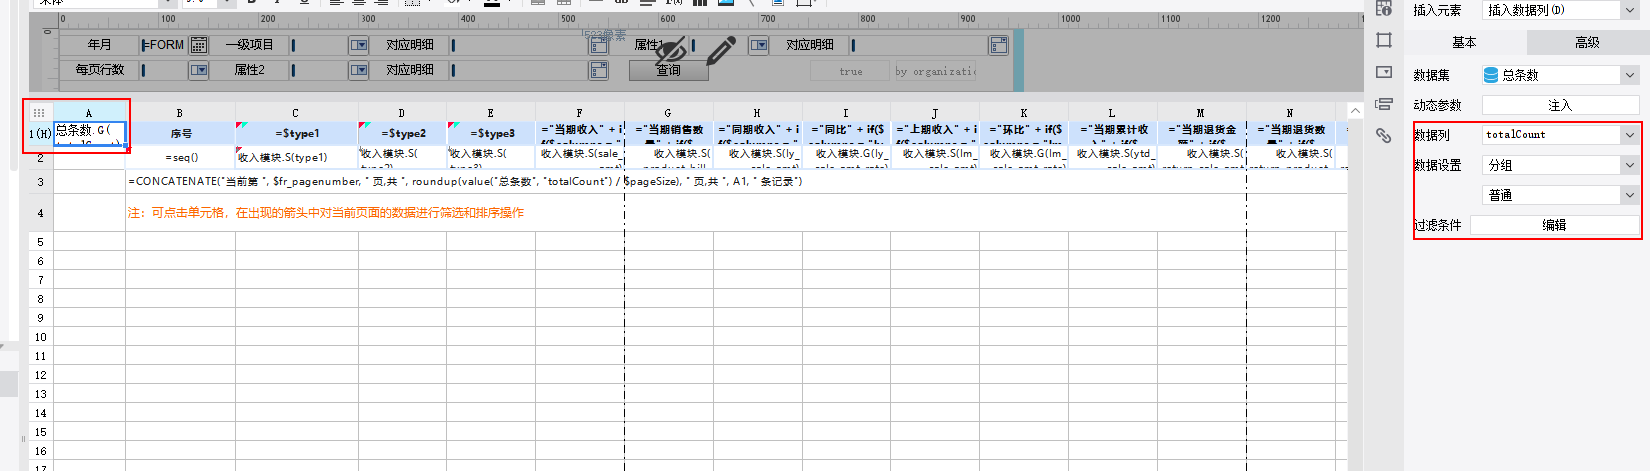 宋体
插入元素 插入数据列(D)
0 100 200 300 400 500 600 700 800 900 1000 1100 1200
523像素
年月 =FORM 一级项目 对应明细 属性1 对应明细
基本 高级
每页行数 属性2 对应明细 查询 true by organizatic
数据集 总条数
动态参数 注入
A B C D E F G H I J K L M N
1(H) 总条数.G( 序号 =$type1 =$type2 =$type3 ="当期收入" + i ="当期销售数 ="同期收入" + i ="同比" + if($ ="上期收入" + i ="环比" + if($ ="当期累计收 ="当期退货金 ="当期退货数
数据列 totalCount
2 =seq() 收入模块.S(type1) 收入模块.S( 收入模块.S( 收入模块.S(sale_ 收入模块.S( 收入模块.S(ly_ 收入模块.G(ly_ 收入模块.S(lm_ 收入模块.G(lm_ 收入模块.S(ytd_ 收入模块.S( 收入模块.S(
数据设置 分组
3 =CONCATENATE("当前第 ", $fr_pagenumber, " 页,共 ", roundup(value("总条数", "totalCount") / $pageSize), " 页,共 ", A1, " 条记录")
普通
4 注：可点击单元格，在出现的箭头中对当前页面的数据进行筛选和排序操作
过滤条件 编辑
5
6
7
8
9
10
11
12
13
14
15
16
17